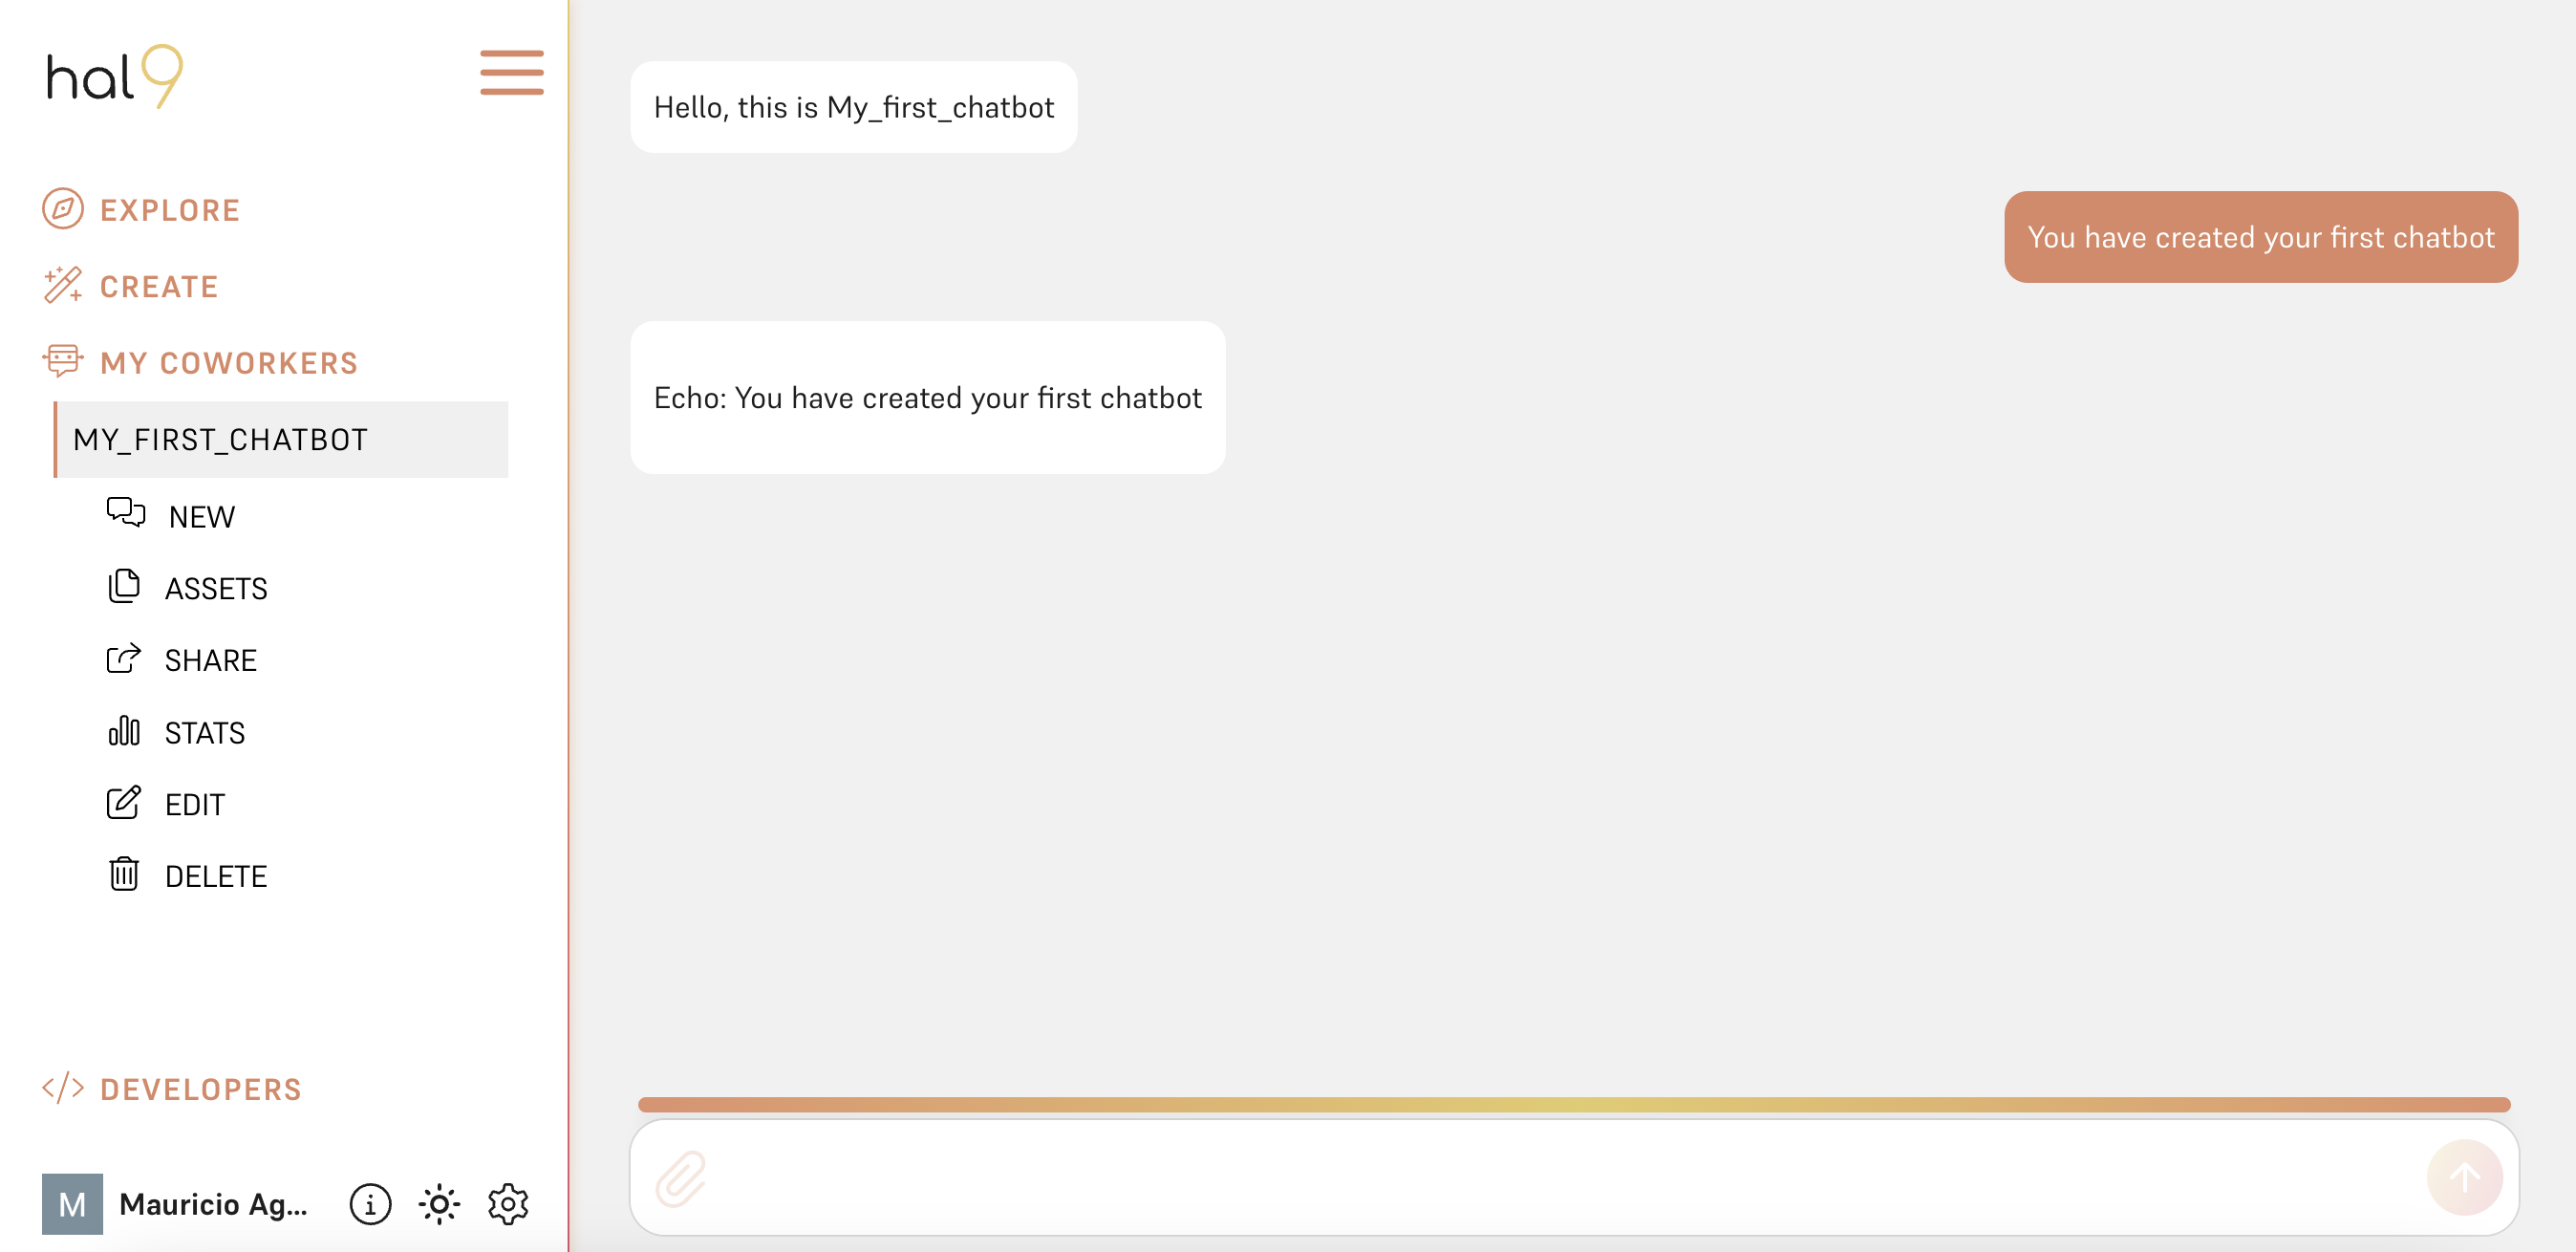 hal9
EXPLORE
CREATE
MY COWORKERS
MY_FIRST_CHATBOT
NEW
ASSETS
SHARE
STATS
EDIT
DELETE
DEVELOPERS
M
Mauricio Ag...
Hello, this is My_first_chatbot
You have created your first chatbot
Echo: You have created your first chatbot